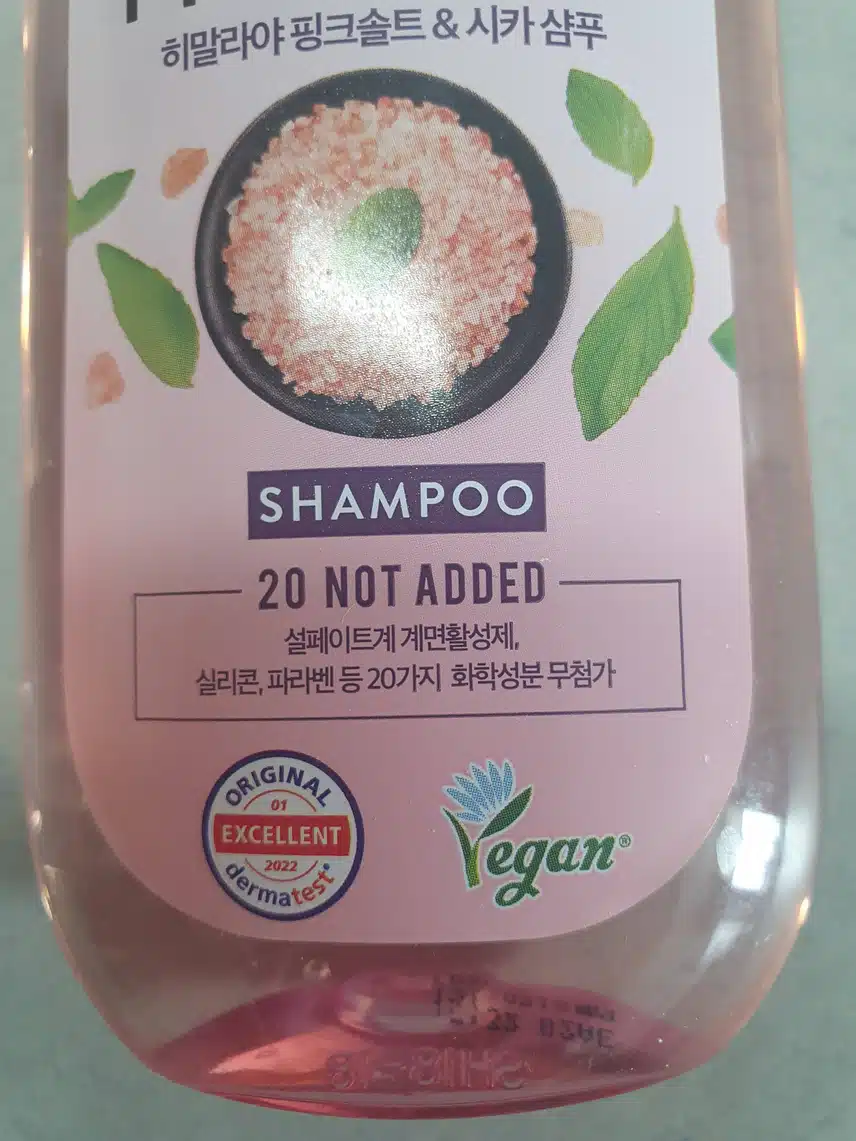 히말라야 핑크솔트 & 시카 샴푸
SHAMPOO
20 NOT ADDED
설페이트계 계면활성제,
실리콘, 파라벤 등 20가지 화학성분 무첨가
ORIGINAL
01
EXCELLENT
2022
dermatest®
Vegan®